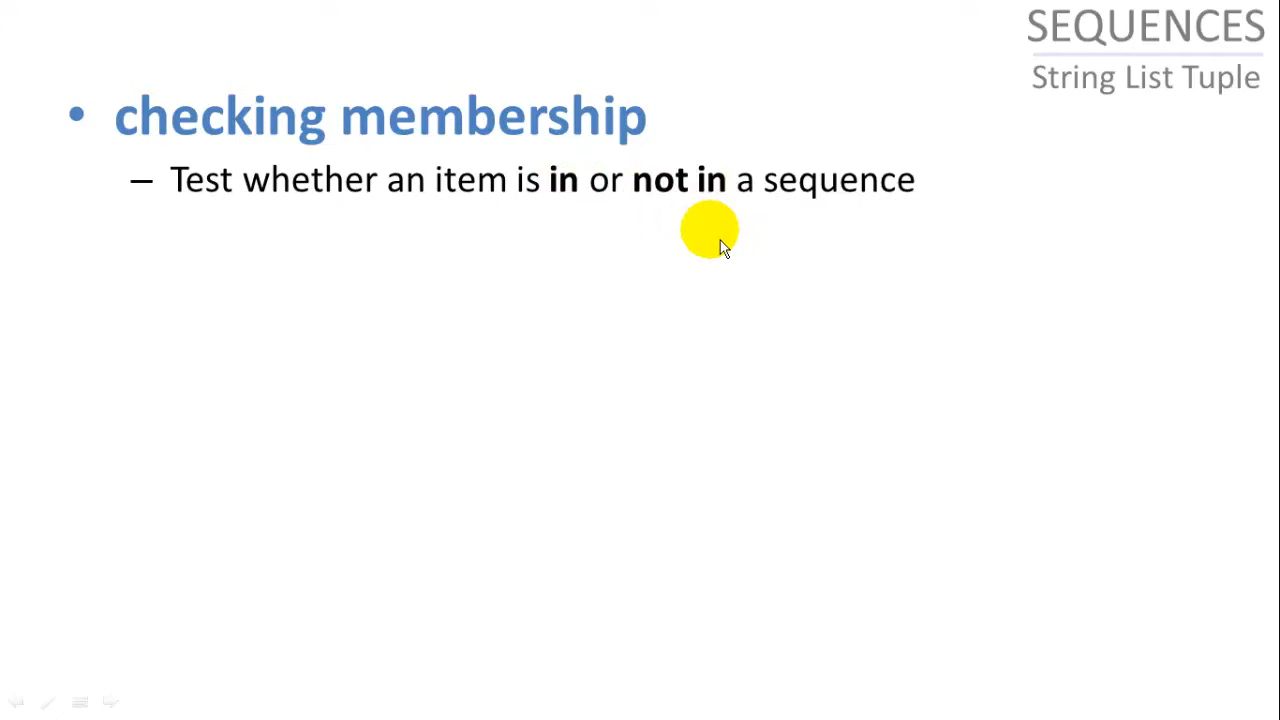 SEQUENCES
String List Tuple
• checking membership
– Test whether an item is in or not in a sequence